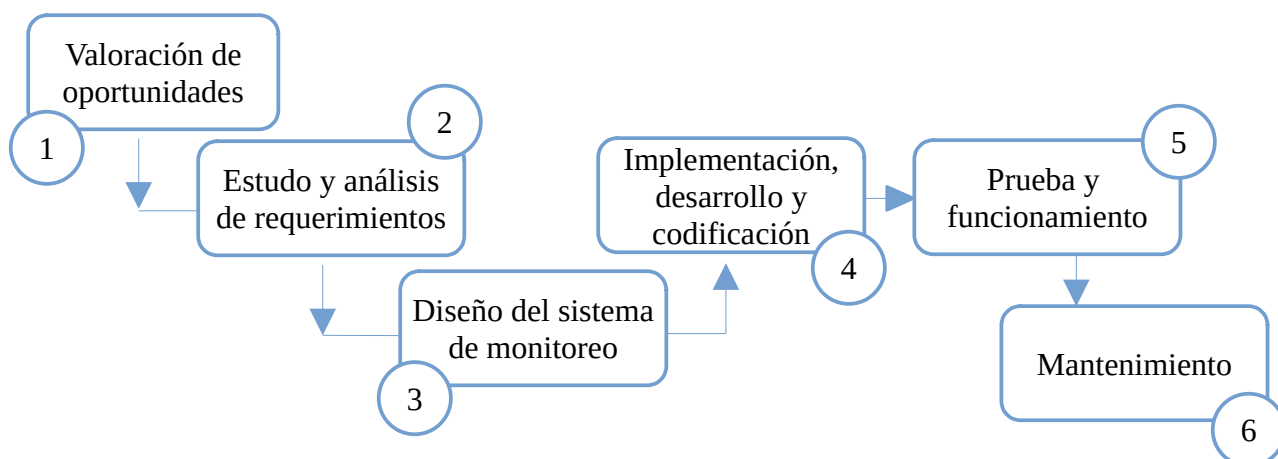 Valoración de
oportunidades
1
2
Estudo y análisis
de requerimientos
Diseño del sistema
de monitoreo
3
Implementación,
desarrollo y
codificación
4
5
Prueba y
funcionamiento
Mantenimiento
6